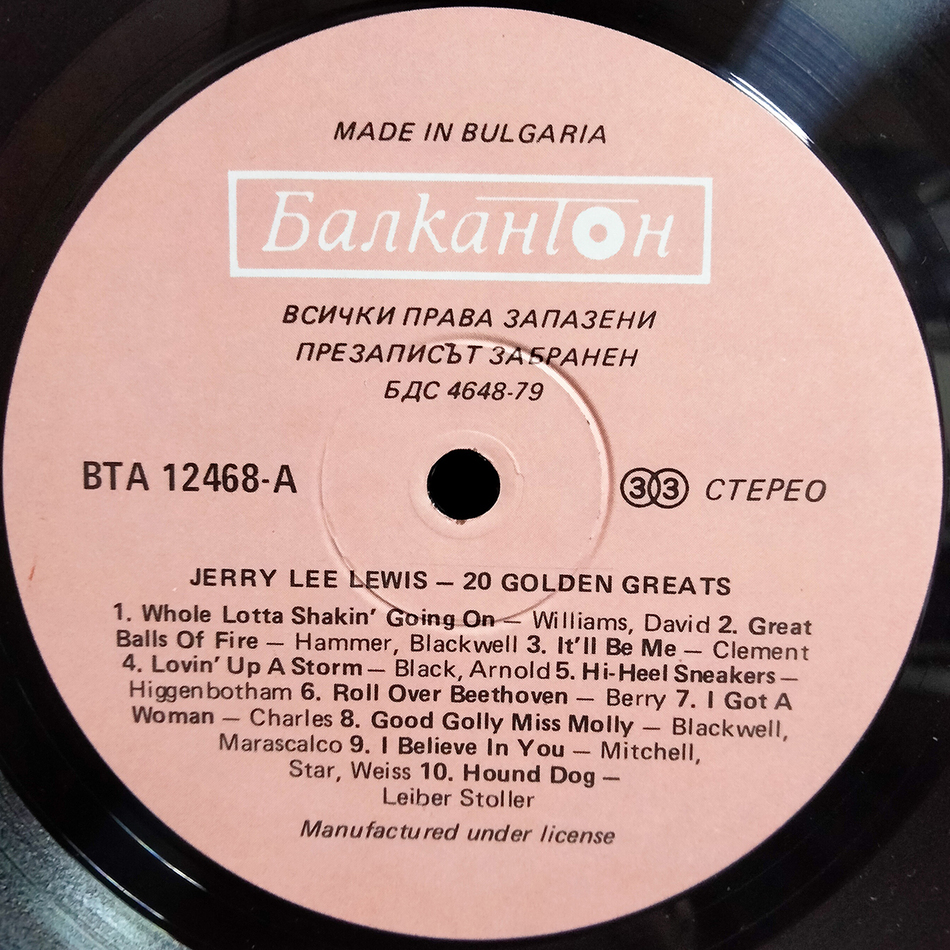 MADE IN BULGARIA
Балкантон
ВСИЧКИ ПРАВА ЗАПАЗЕНИ
ПРЕЗАПИСЪТ ЗАБРАНЕН
БДС 4648-79
ВТА 12468-А
33 СТЕРЕО
JERRY LEE LEWIS – 20 GOLDEN GREATS
1. Whole Lotta Shakin' Going On – Williams, David 2. Great
Balls Of Fire – Hammer, Blackwell 3. It'll Be Me – Clement
4. Lovin' Up A Storm – Black, Arnold 5. Hi-Heel Sneakers –
Higgenbotham 6. Roll Over Beethoven – Berry 7. I Got A
Woman – Charles 8. Good Golly Miss Molly – Blackwell,
Marascalco 9. I Believe In You – Mitchell,
Star, Weiss 10. Hound Dog –
Leiber Stoller
Manufactured under license